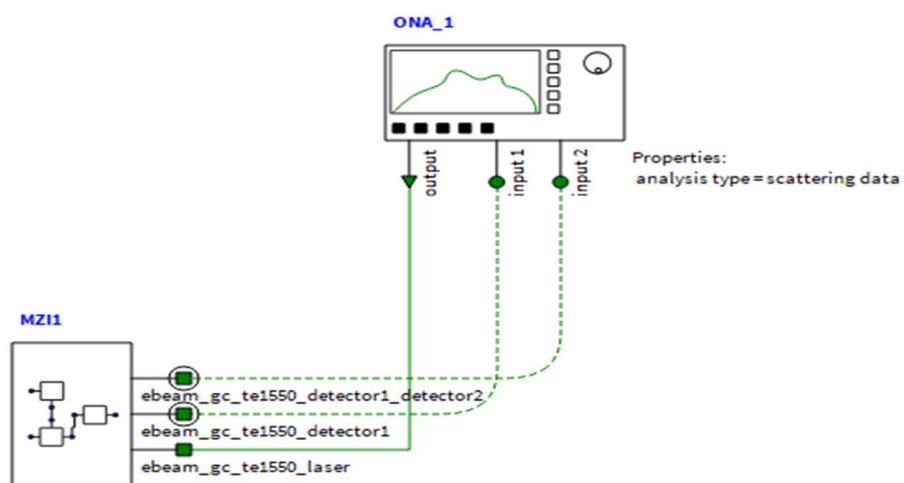 ONA_1
output
input 1
input 2
Properties:
analysis type=scattering data
MZI1
ebeam_gc_te1550_detector1_detector2
ebeam_gc_te1550_detector1
ebeam_gc_te1550_laser